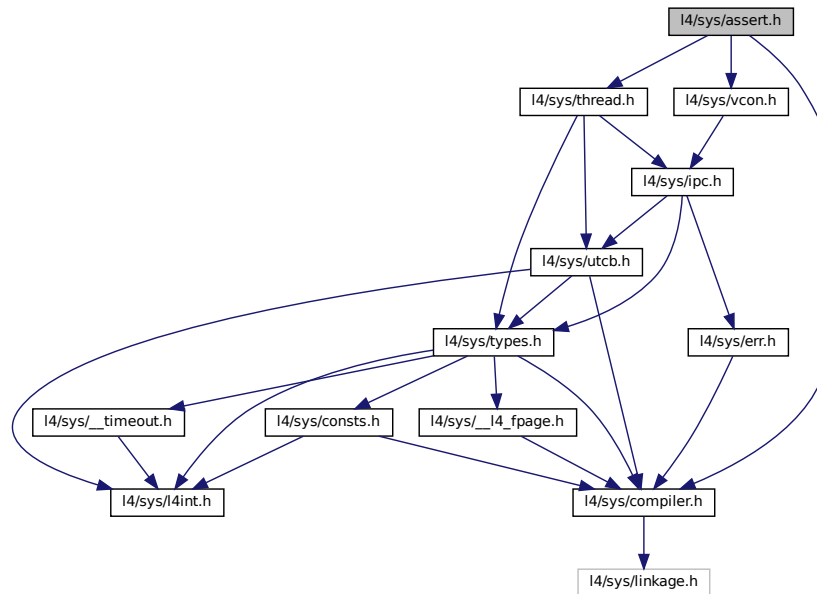 l4/sys/assert.h
l4/sys/thread.h
l4/sys/vcon.h
l4/sys/ipc.h
l4/sys/utcb.h
l4/sys/types.h
l4/sys/err.h
l4/sys/__timeout.h
l4/sys/consts.h
l4/sys/__l4_fpage.h
l4/sys/l4int.h
l4/sys/compiler.h
l4/sys/linkage.h